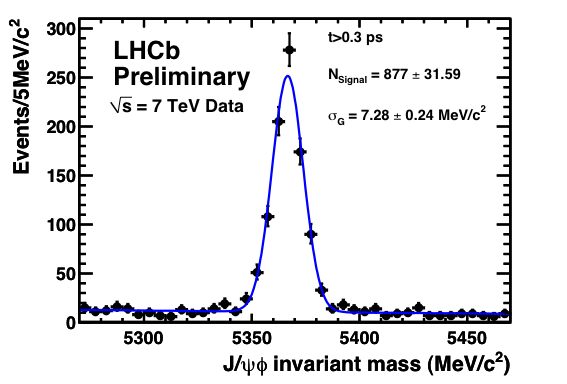 LHCb
Preliminary
√s = 7 TeV Data
t>0.3 ps
N_Signal = 877 ± 31.59
σ_G = 7.28 ± 0.24 MeV/c²
Events/5MeV/c²
300
250
200
150
100
50
0
5300 5350 5400 5450
J/ψϕ invariant mass (MeV/c²)